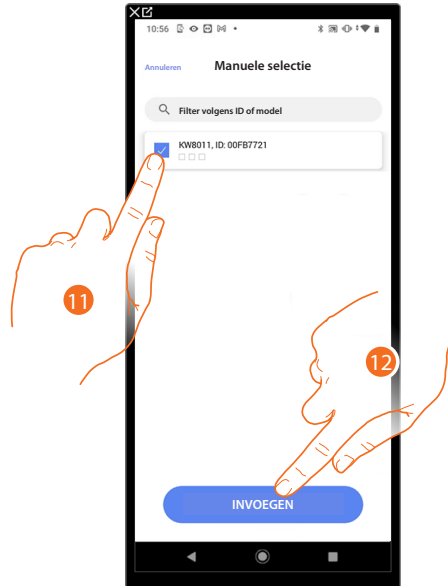 10:56
Annuleren Manuele selectie
Filter volgens ID of model
KW8011, ID: 00FB7721
11
12
INVOEGEN